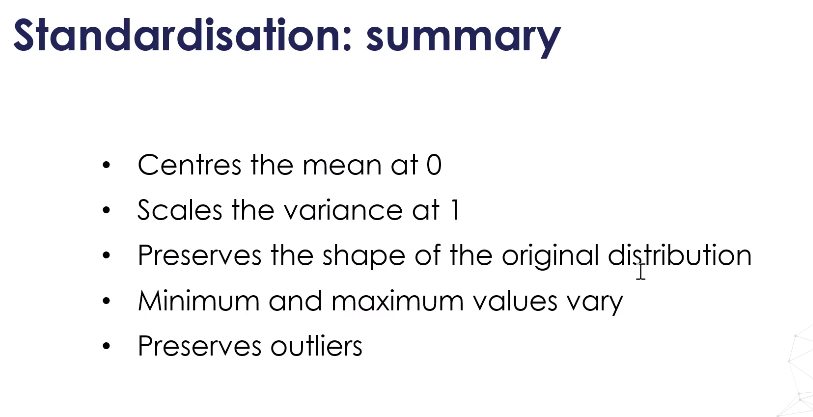 Standardisation: summary
• Centres the mean at 0
• Scales the variance at 1
• Preserves the shape of the original distribution
• Minimum and maximum values vary
• Preserves outliers